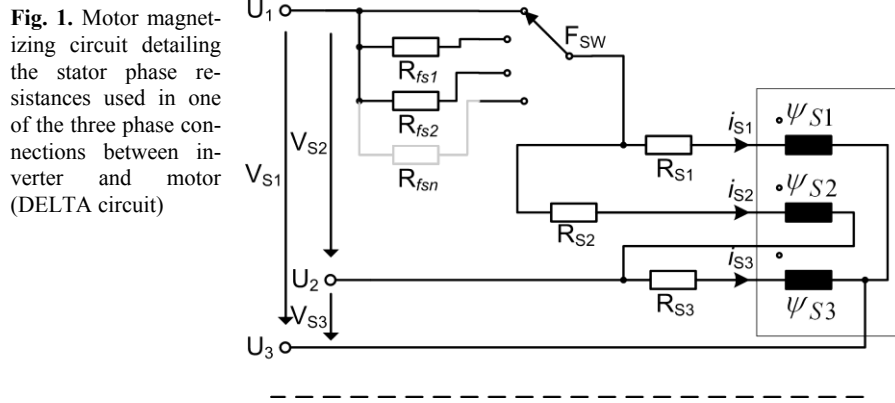 Fig. 1. Motor magnet-
izing circuit detailing
the stator phase re-
sistances used in one
of the three phase con-
nections between in-
verter and motor
(DELTA circuit)
U1
FSW
Rfs1
Rfs2
Rfsn
VS1
VS2
iS1
ψS1
RS1
iS2
ψS2
RS2
iS3
U2
RS3
ψS3
VS3
U3